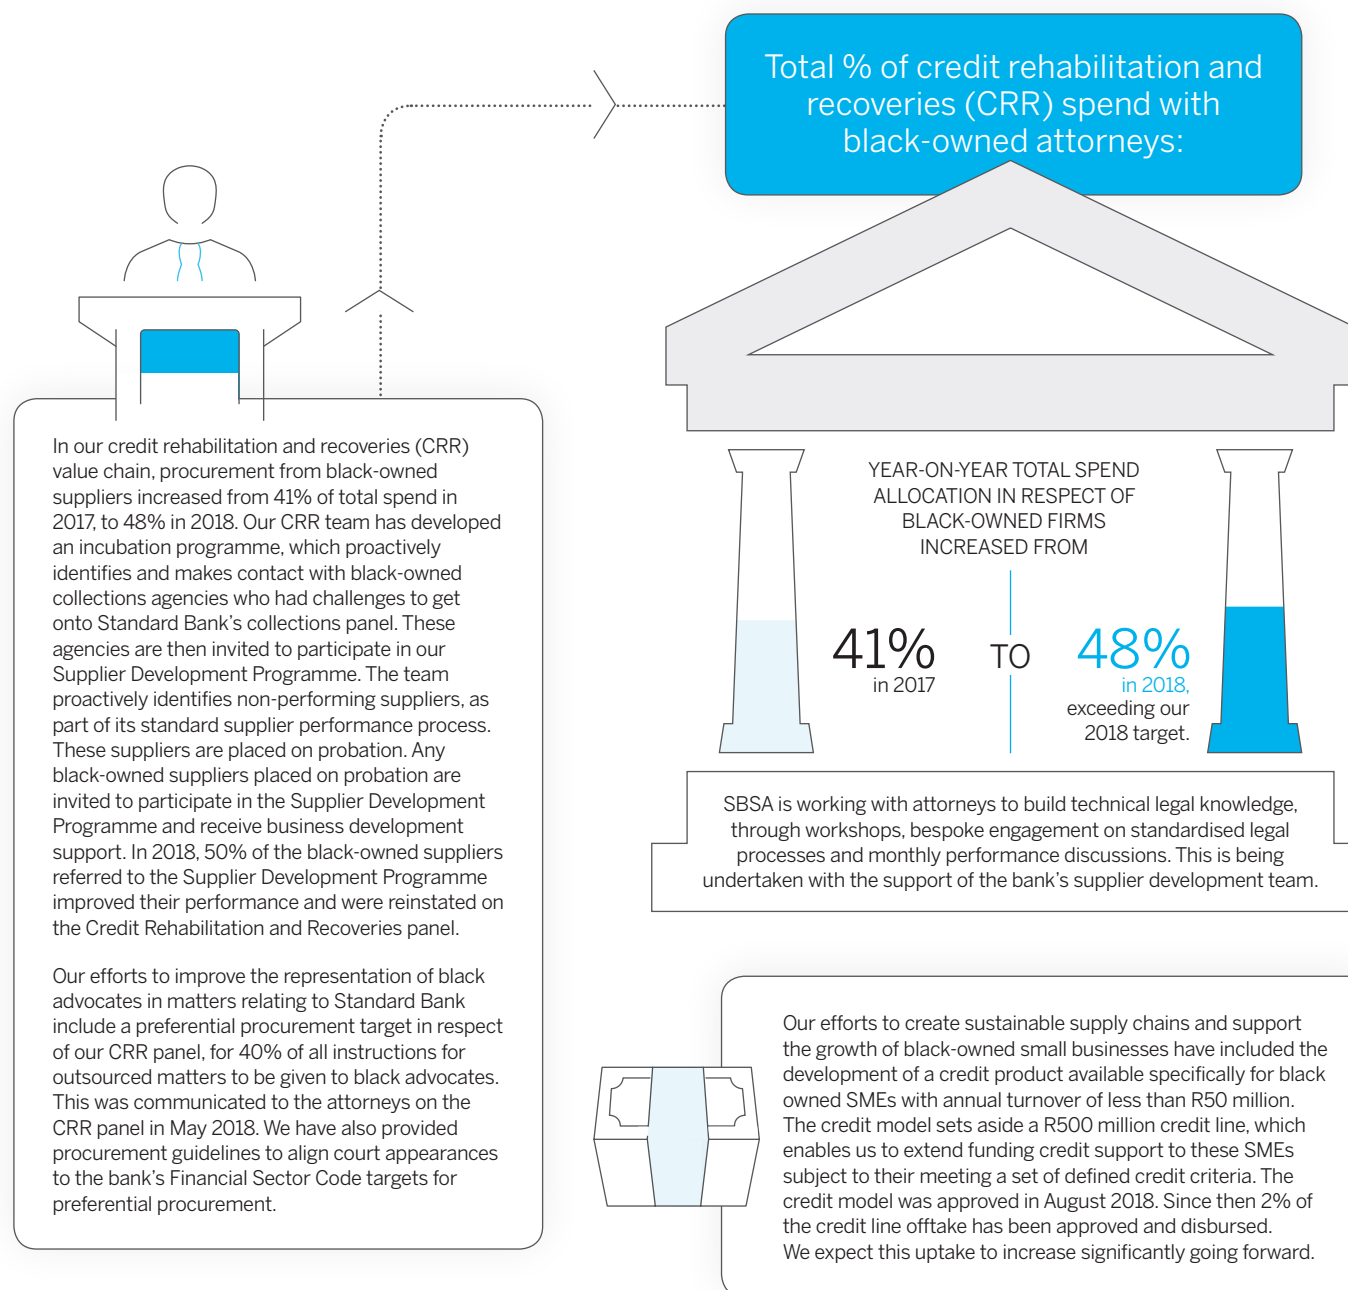 Total % of credit rehabilitation and
recoveries (CRR) spend with
black-owned attorneys:
In our credit rehabilitation and recoveries (CRR)
value chain, procurement from black-owned
suppliers increased from 41% of total spend in
2017, to 48% in 2018. Our CRR team has developed
an incubation programme, which proactively
identifies and makes contact with black-owned
collections agencies who had challenges to get
onto Standard Bank’s collections panel. These
agencies are then invited to participate in our
Supplier Development Programme. The team
proactively identifies non-performing suppliers, as
part of its standard supplier performance process.
These suppliers are placed on probation. Any
black-owned suppliers placed on probation are
invited to participate in the Supplier Development
Programme and receive business development
support. In 2018, 50% of the black-owned suppliers
referred to the Supplier Development Programme
improved their performance and were reinstated on
the Credit Rehabilitation and Recoveries panel.
Our efforts to improve the representation of black
advocates in matters relating to Standard Bank
include a preferential procurement target in respect
of our CRR panel, for 40% of all instructions for
outsourced matters to be given to black advocates.
This was communicated to the attorneys on the
CRR panel in May 2018. We have also provided
procurement guidelines to align court appearances
to the bank’s Financial Sector Code targets for
preferential procurement.
YEAR-ON-YEAR TOTAL SPEND
ALLOCATION IN RESPECT OF
BLACK-OWNED FIRMS
INCREASED FROM
41%
in 2017
TO
48%
in 2018,
exceeding our
2018 target.
SBSA is working with attorneys to build technical legal knowledge,
through workshops, bespoke engagement on standardised legal
processes and monthly performance discussions. This is being
undertaken with the support of the bank’s supplier development team.
Our efforts to create sustainable supply chains and support
the growth of black-owned small businesses have included the
development of a credit product available specifically for black
owned SMEs with annual turnover of less than R50 million.
The credit model sets aside a R500 million credit line, which
enables us to extend funding credit support to these SMEs
subject to their meeting a set of defined credit criteria. The
credit model was approved in August 2018. Since then 2% of
the credit line offtake has been approved and disbursed.
We expect this uptake to increase significantly going forward.